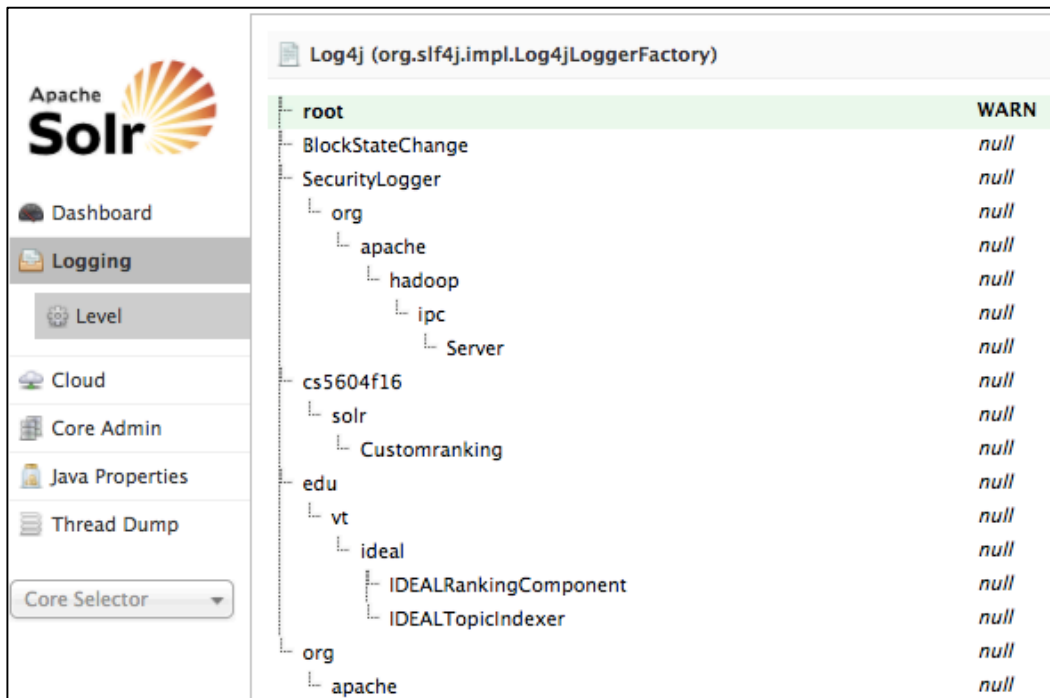 Apache
Solr
Dashboard
Logging
Level
Cloud
Core Admin
Java Properties
Thread Dump
Core Selector
Log4j (org.slf4j.impl.Log4jLoggerFactory)
root WARN
BlockStateChange null
SecurityLogger null
org null
apache null
hadoop null
ipc null
Server null
cs5604f16 null
solr null
Customranking null
edu null
vt null
ideal null
IDEALRankingComponent null
IDEALTopicIndexer null
org null
apache null